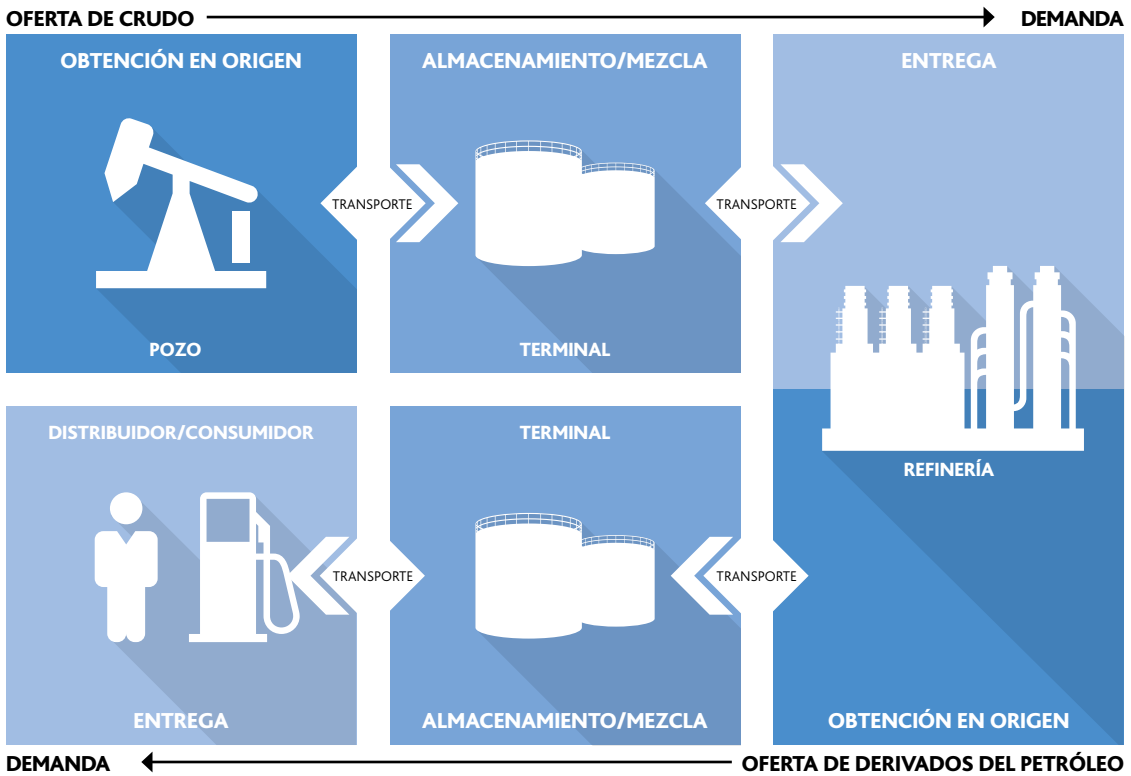 OFERTA DE CRUDO
DEMANDA
OBTENCIÓN EN ORIGEN
ALMACENAMIENTO/MEZCLA
ENTREGA
TRANSPORTE
TRANSPORTE
POZO
TERMINAL
DISTRIBUIDOR/CONSUMIDOR
TERMINAL
REFINERÍA
TRANSPORTE
TRANSPORTE
ENTREGA
ALMACENAMIENTO/MEZCLA
OBTENCIÓN EN ORIGEN
DEMANDA
OFERTA DE DERIVADOS DEL PETRÓLEO